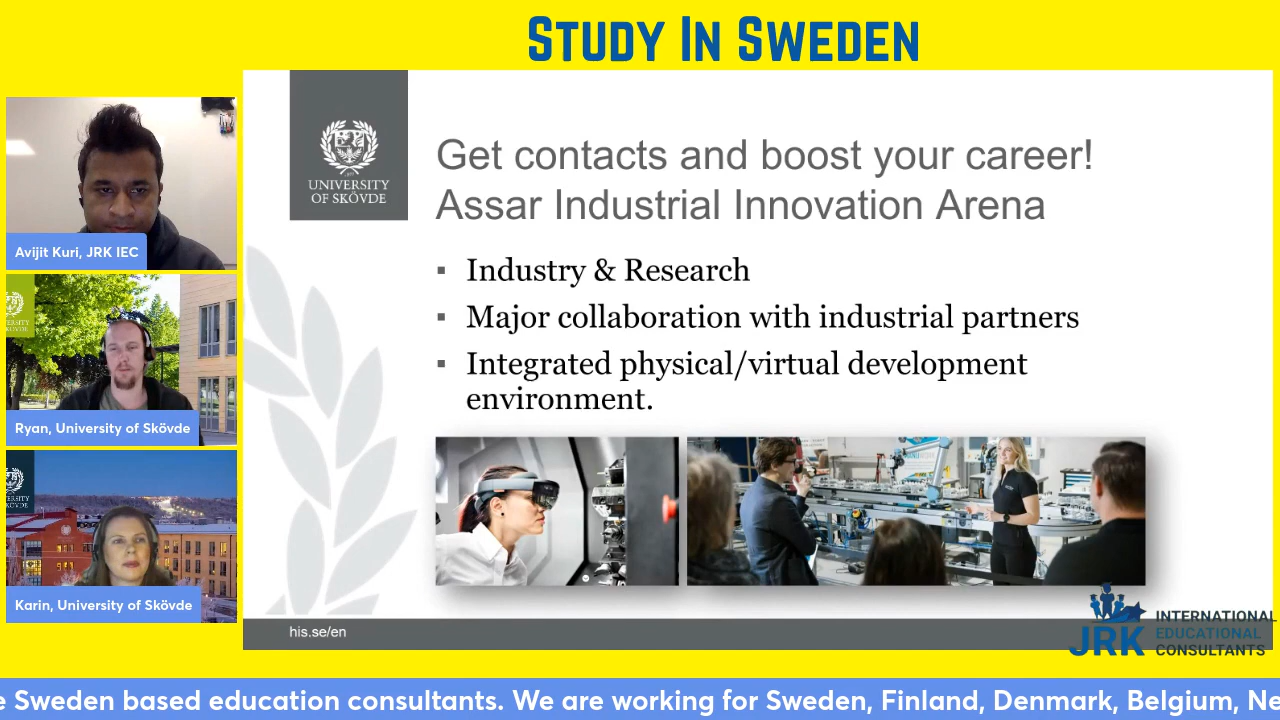 STUDY IN SWEDEN
UNIVERSITY
OF SKÖVDE
Get contacts and boost your career!
Assar Industrial Innovation Arena
▪ Industry & Research
▪ Major collaboration with industrial partners
▪ Integrated physical/virtual development
environment.
Avijit Kuri, JRK IEC
Ryan, University of Skövde
Karin, University of Skövde
his.se/en
JRK
INTERNATIONAL
EDUCATIONAL
CONSULTANTS
e Sweden based education consultants. We are working for Sweden, Finland, Denmark, Belgium, Ne